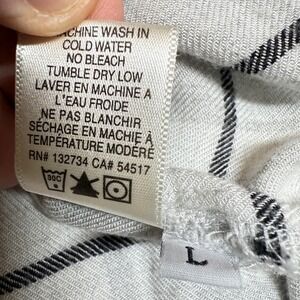 MACHINE WASH IN
COLD WATER
NO BLEACH
TUMBLE DRY LOW
LAVER EN MACHINE A
L'EAU FROIDE
NE PAS BLANCHIR
SÉCHAGE EN MACHIE À
TEMPÉRATURE MODÉRÉ
RN# 132734 CA# 54517
30C
L